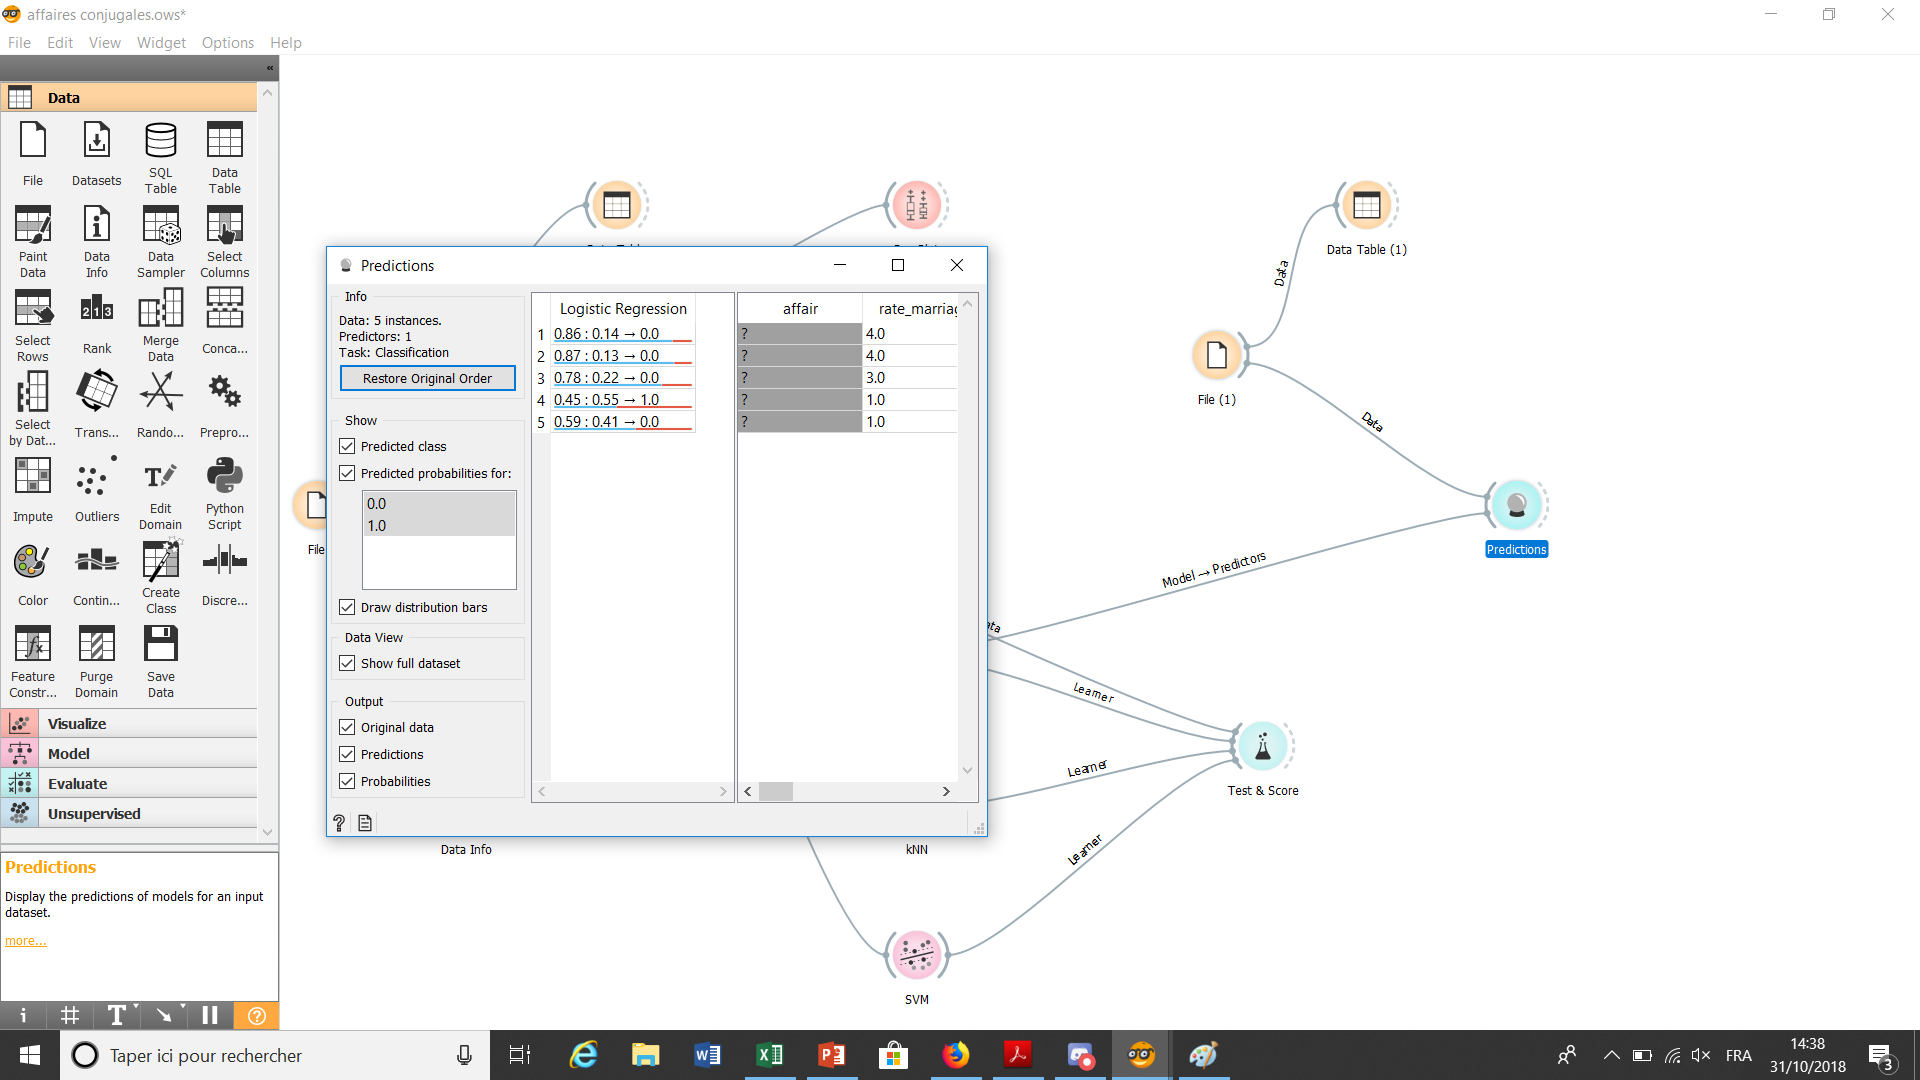 affaires conjugales.ows*
File Edit View Widget Options Help
«
Data
File
Datasets
SQL
Table
Data
Table
Paint
Data
Data
Info
Data
Sampler
Select
Columns
Select
Rows
Rank
Merge
Data
Conca...
Select
by Dat...
Trans...
Rando...
Prepro...
Impute
Outliers
Edit
Domain
Python
Script
Color
Contin...
Create
Class
Discre...
Feature
Constr...
Purge
Domain
Save
Data
Visualize
Model
Evaluate
Unsupervised
Predictions
Display the predictions of models for an input
dataset.
more...
Data Table (1)
Data
File (1)
Data
Predictions
Model → Predictors
Learner
Learner
Learner
Test & Score
File
Data Info
kNN
SVM
Predictions
Info
Data: 5 instances.
Predictors: 1
Task: Classification
Restore Original Order
Show
Predicted class
Predicted probabilities for:
0.0
1.0
Draw distribution bars
Data View
Show full dataset
Output
Original data
Predictions
Probabilities
Logistic Regression affair rate_marriag
1 0.86 : 0.14 → 0.0 ? 4.0
2 0.87 : 0.13 → 0.0 ? 4.0
3 0.78 : 0.22 → 0.0 ? 3.0
4 0.45 : 0.55 → 1.0 ? 1.0
5 0.59 : 0.41 → 0.0 ? 1.0
Taper ici pour rechercher
FRA
14:38
31/10/2018
3